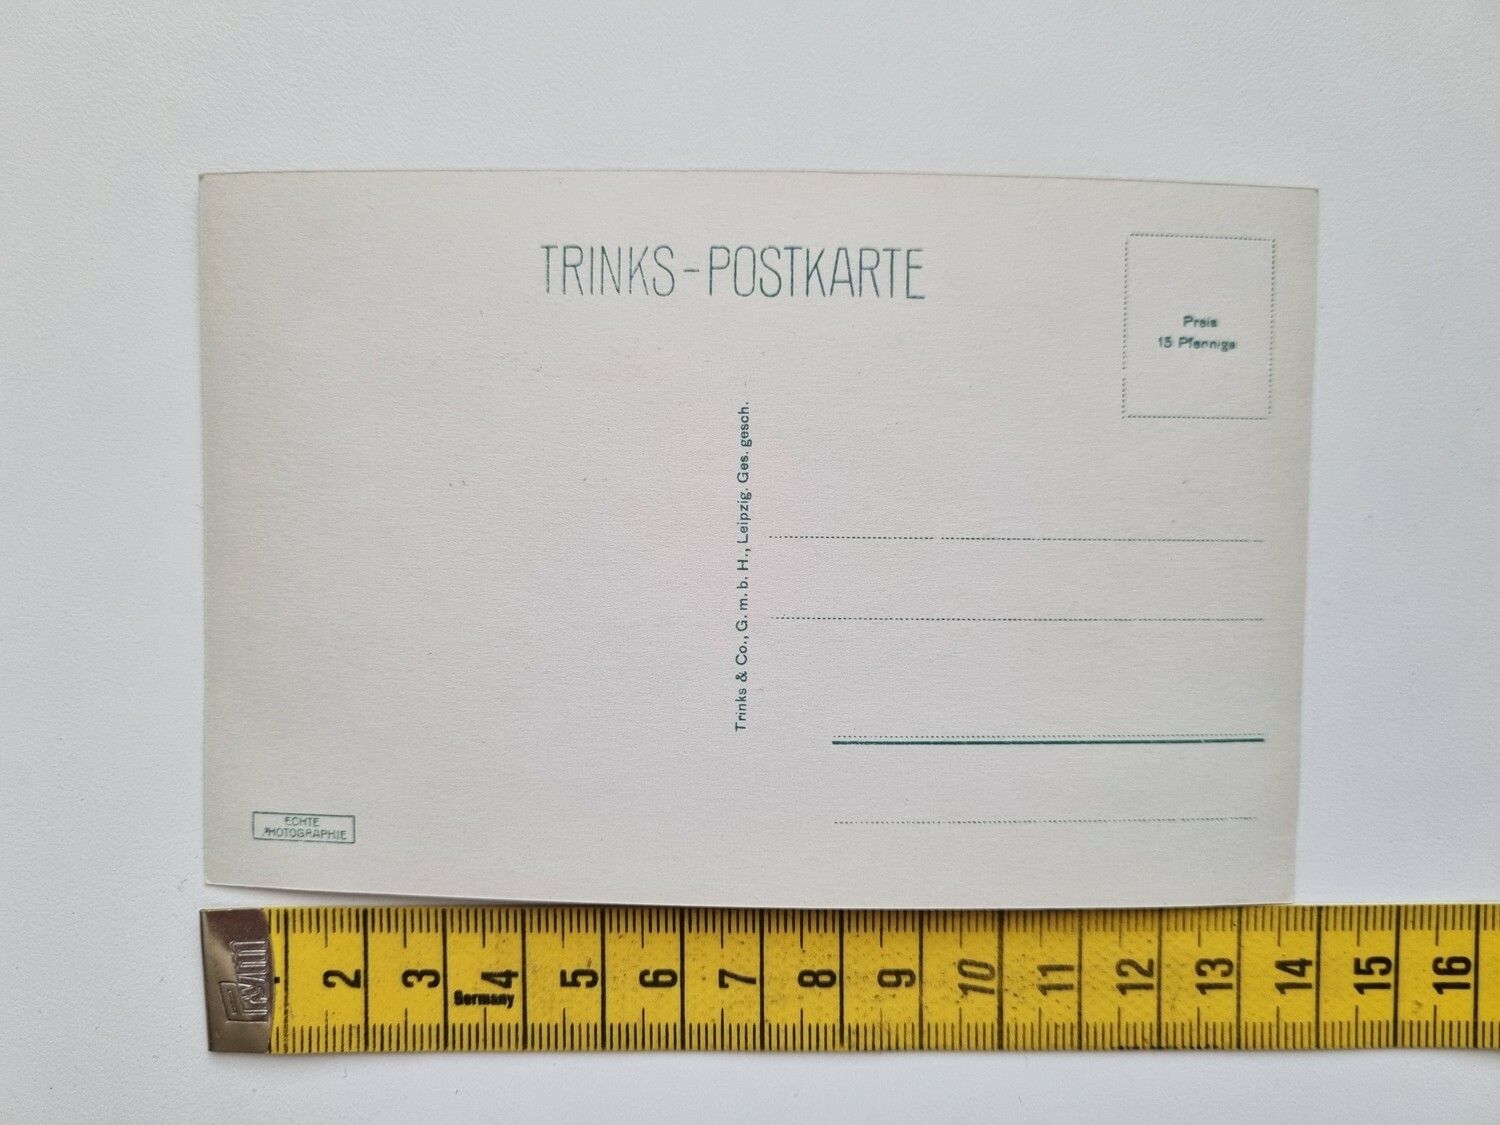 TRINKS-POSTKARTE
Preis
15 Pfennige
Trinks & Co., G. m. b. H., Leipzig. Ges. gesch.
ECHTE
PHOTOGRAPHIE
2 3 4 5 6 7 8 9 10 11 12 13 14 15 16
Germany